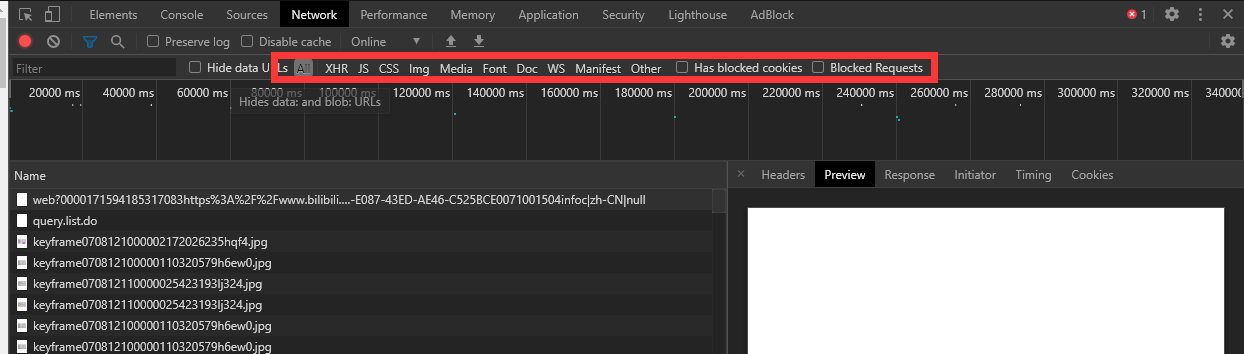 Elements Console Sources Network Performance Memory Application Security Lighthouse AdBlock 1
Preserve log Disable cache Online
Filter Hide data URLs All XHR JS CSS Img Media Font Doc WS Manifest Other Has blocked cookies Blocked Requests
20000 ms 40000 ms 60000 ms 80000 ms 100000 ms 120000 ms 140000 ms 160000 ms 180000 ms 200000 ms 220000 ms 240000 ms 260000 ms 280000 ms 300000 ms 320000 ms 340000
Hides data: and blob: URLs
Name
Headers Preview Response Initiator Timing Cookies
web?0000171594185317083https%3A%2F%2Fwww.bilibili....-E087-43ED-AE46-C525BCE0071001504infoc|zh-CN|null
query.list.do
keyframe0708121000002172026235hqf4.jpg
keyframe070812100000110320579h6ew0.jpg
keyframe07081211000002542319​3lj324.jpg
keyframe070812110000025423193lj324.jpg
keyframe070812100000110320579h6ew0.jpg
keyframe070812100000110320579h6ew0.jpg